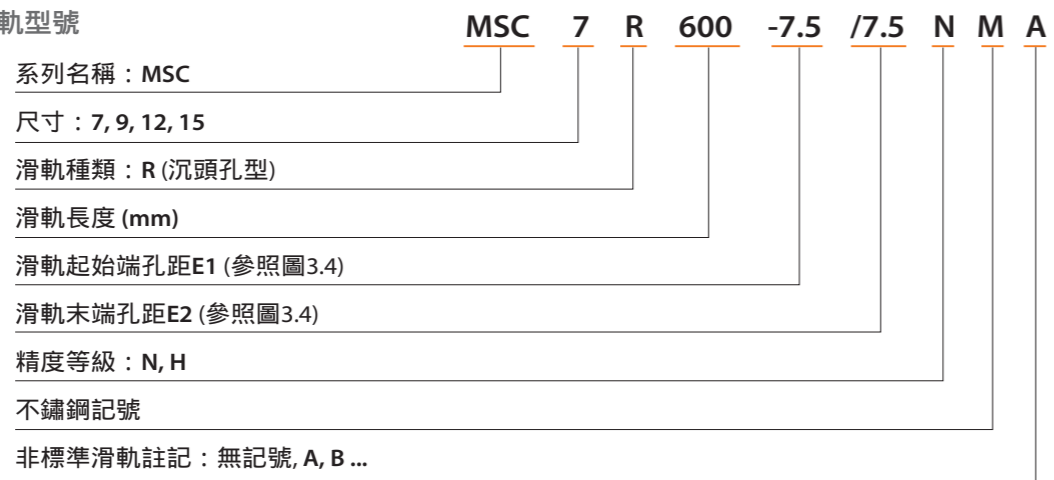 軌型號
MSC 7 R 600 -7.5 /7.5 N M A
系列名稱：MSC
尺寸：7, 9, 12, 15
滑軌種類：R (沉頭孔型)
滑軌長度 (mm)
滑軌起始端孔距E1 (參照圖3.4)
滑軌末端孔距E2 (參照圖3.4)
精度等級：N, H
不鏽鋼記號
非標準滑軌註記：無記號, A, B ...